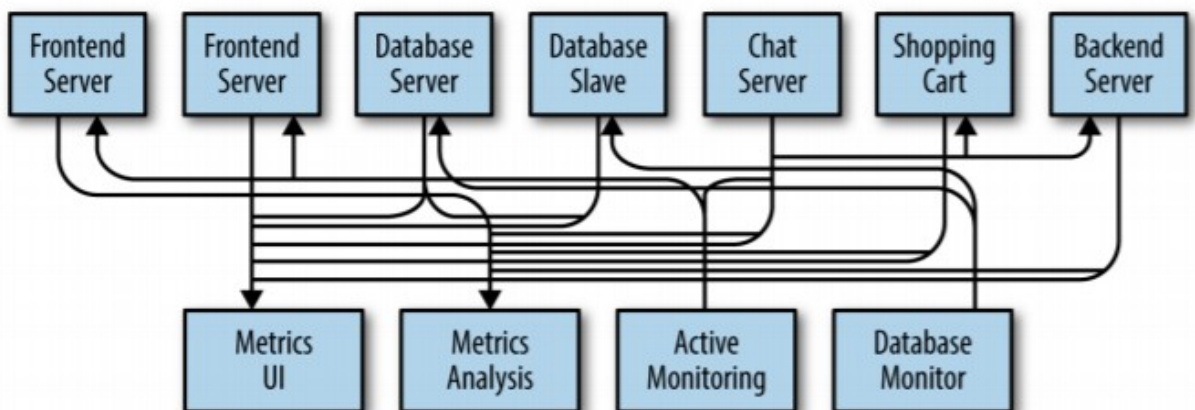 Frontend
Server
Frontend
Server
Database
Server
Database
Slave
Chat
Server
Shopping
Cart
Backend
Server
Metrics
UI
Metrics
Analysis
Active
Monitoring
Database
Monitor